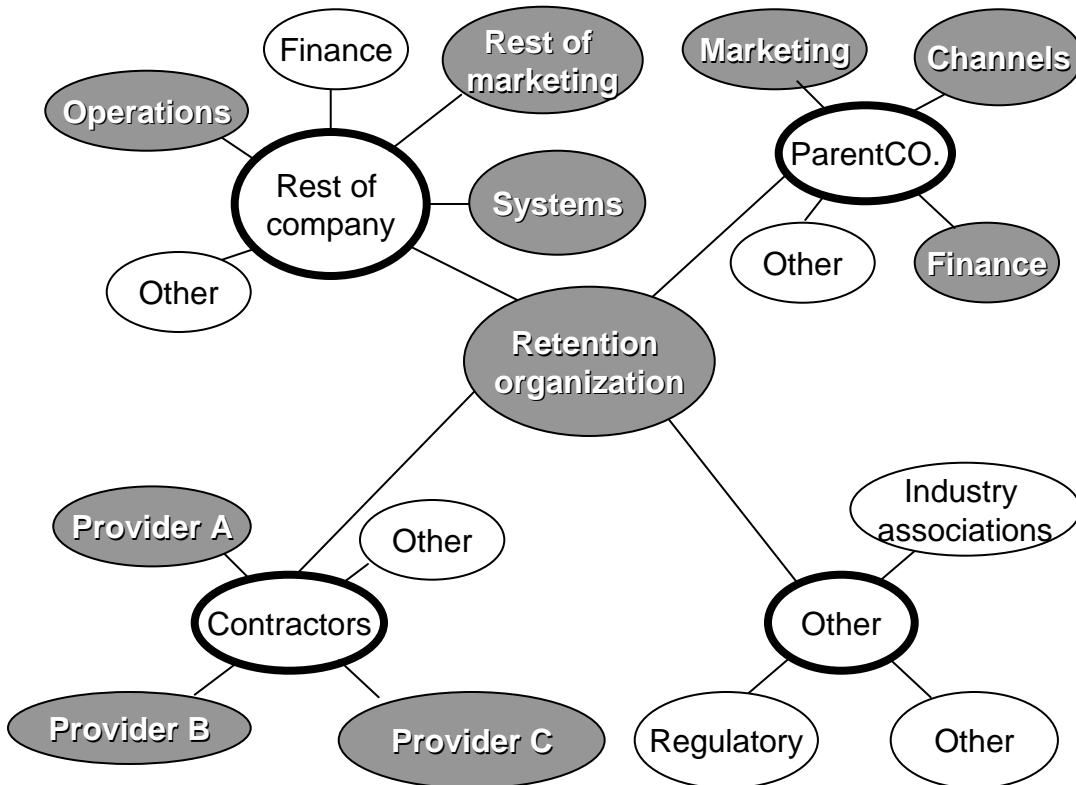 Finance
Rest of
marketing
Operations
Rest of
company
Systems
Other
Marketing
Channels
ParentCO.
Other
Finance
Retention
organization
Provider A
Other
Contractors
Provider B
Provider C
Industry
associations
Other
Regulatory
Other